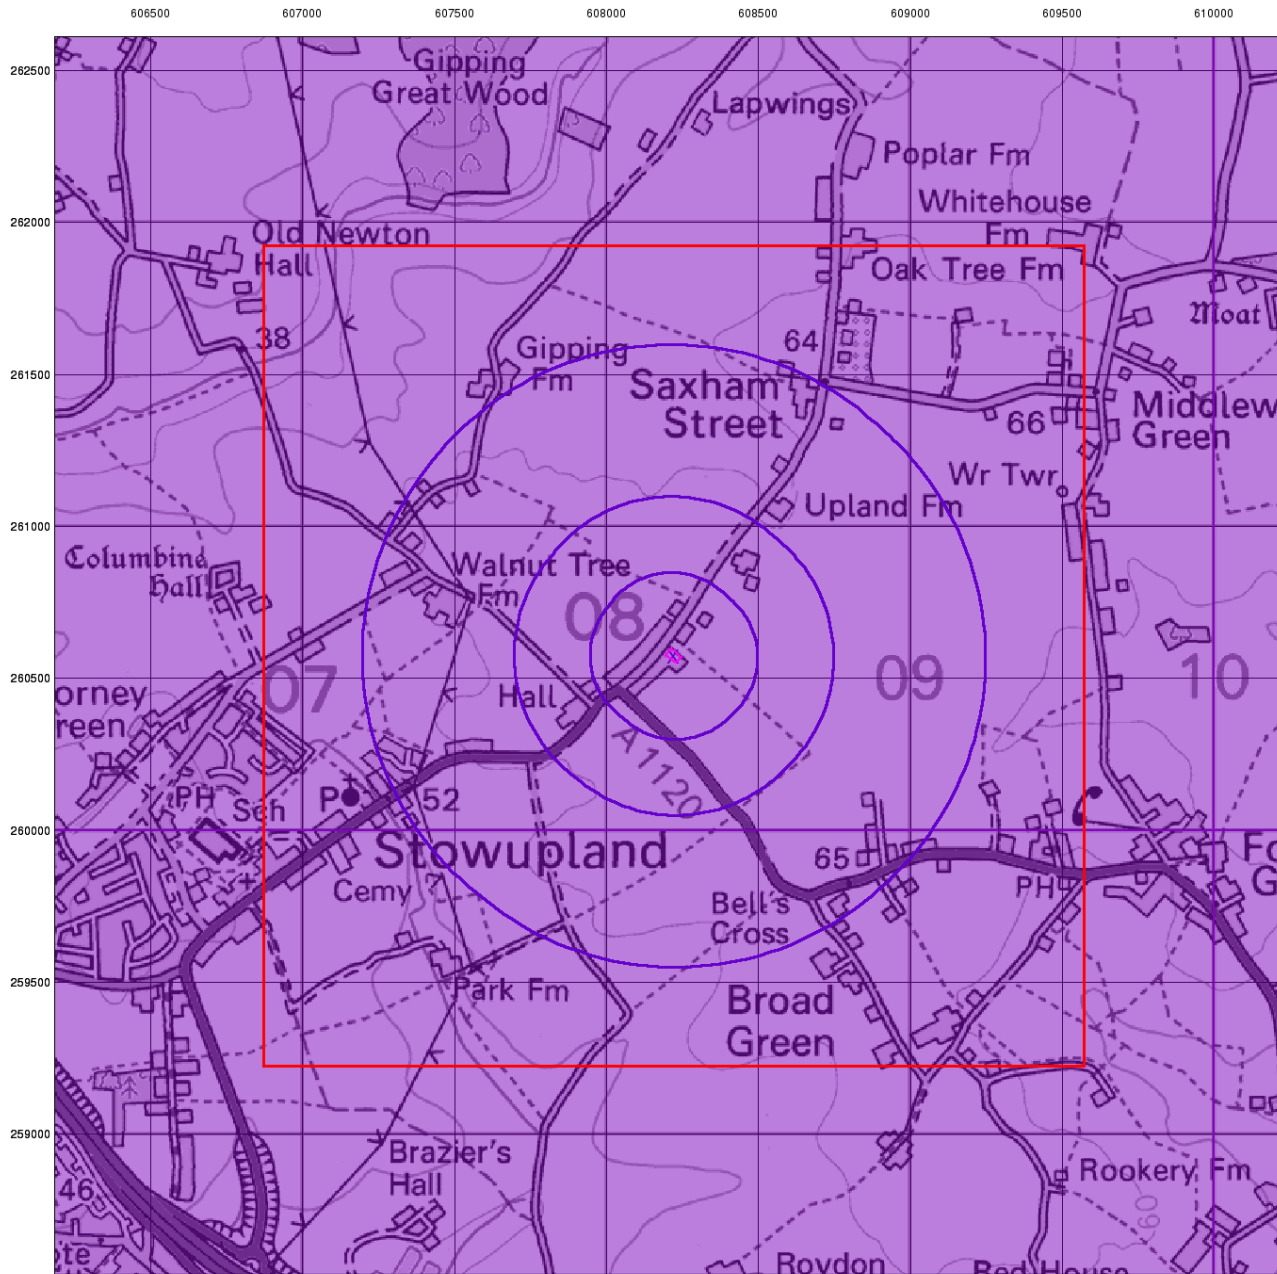 606500 607000 607500 608000 608500 609000 609500 610000
262500
262000
261500
261000
260500
260000
259500
259000
Gipping
Great Wood
Lapwings
Poplar Fm
Whitehouse
Fm
Old Newton
Hall
Oak Tree Fm
Moat
38
64
Gipping
Fm
Saxham
Street
66
Middlew
Green
Wr Twr
Upland Fm
Columbine
Hall
Walnut Tree
Fm
08
07
09
10
orney
reen
Hall
A 1120
PH
Sch
P
52
Stowupland
65
Fo
G
Cemy
PH
Bell's
Cross
Park Fm
Broad
Green
Brazier's
Hall
Rookery Fm
46
60
te
Roydon
Red House